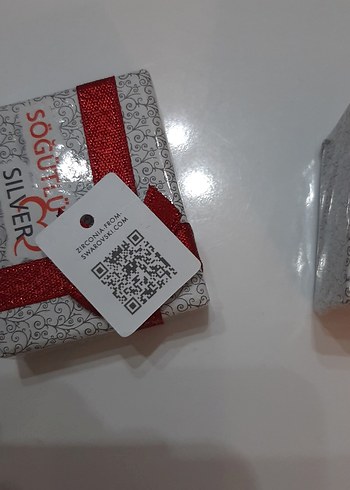 SÖĞÜTLÜ
SILVER
ZIRCONIA-FROM-
SWAROVSKI.COM